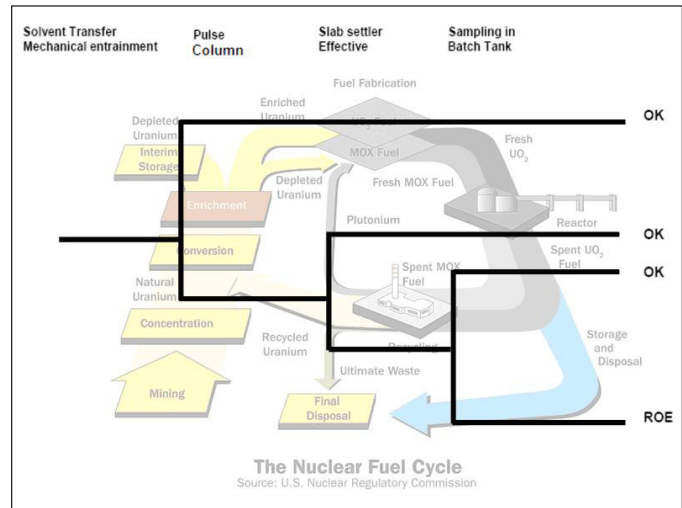 Solvent Transfer
Mechanical entrainment
Pulse
Column
Slab settler
Effective
Sampling in
Batch Tank
Fuel Fabrication
Enriched
Uranium
UO2 Fuel
OK
Depleted
Uranium
Interim
Storage
MOX Fuel
Fresh
UO2
Depleted
Uranium
Fresh MOX Fuel
Enrichment
Plutonium
Reactor
OK
Conversion
Spent UO2
Fuel
Spent MOX
Fuel
OK
Natural
Uranium
Concentration
Recycled
Uranium
Recycling
Storage
and
Disposal
Ultimate Waste
Mining
Final
Disposal
ROE
The Nuclear Fuel Cycle
Source: U.S. Nuclear Regulatory Commission